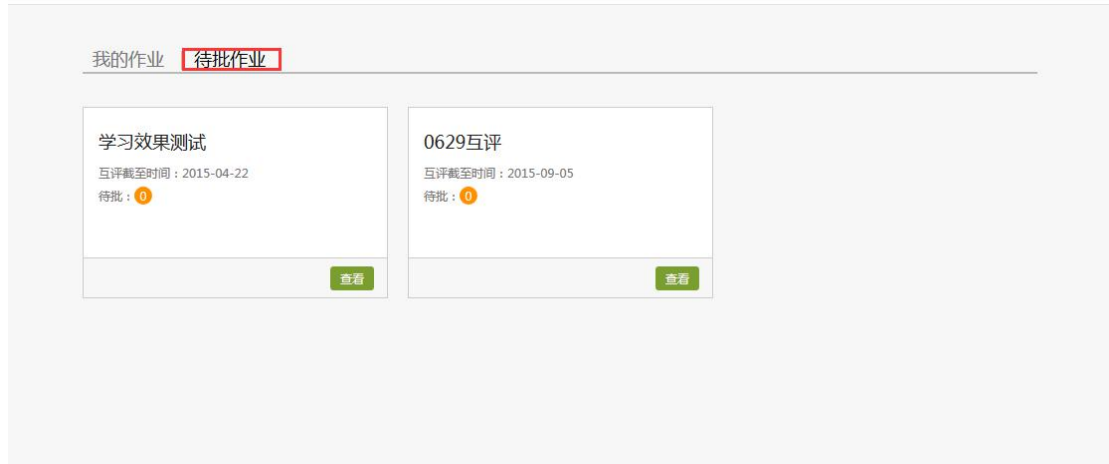 我的作业 待批作业
学习效果测试
互评截至时间：2015-04-22
待批：0
查看
0629互评
互评截至时间：2015-09-05
待批：0
查看